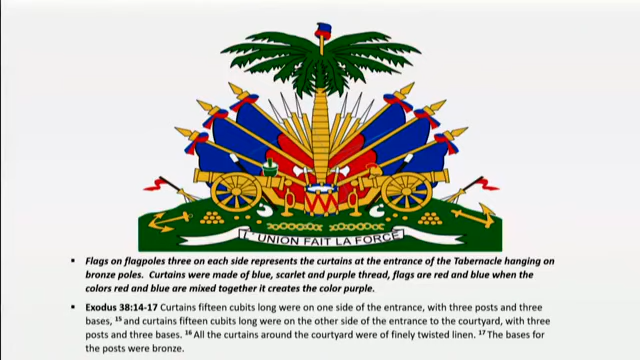 L'UNION FAIT LA FORCE
▪ Flags on flagpoles three on each side represents the curtains at the entrance of the Tabernacle hanging on
bronze poles. Curtains were made of blue, scarlet and purple thread, flags are red and blue when the
colors red and blue are mixed together it creates the color purple.
▪ Exodus 38:14-17 Curtains fifteen cubits long were on one side of the entrance, with three posts and three
bases, ¹⁵ and curtains fifteen cubits long were on the other side of the entrance to the courtyard, with three
posts and three bases. ¹⁶ All the curtains around the courtyard were of finely twisted linen. ¹⁷ The bases for
the posts were bronze.